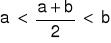 a < (a+b)/2 < b